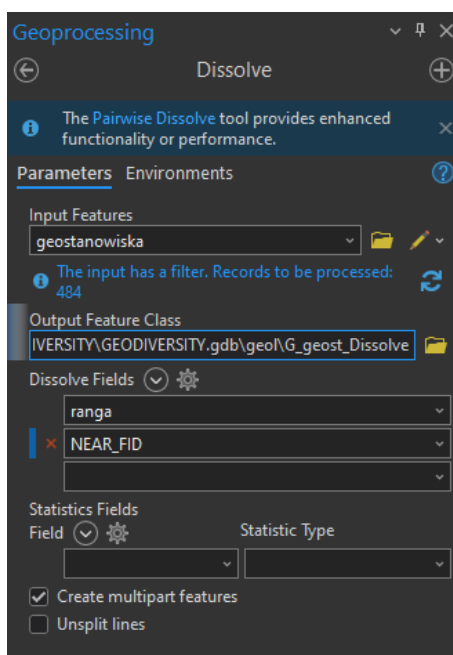 Geoprocessing
Dissolve
The Pairwise Dissolve tool provides enhanced
functionality or performance.
Parameters Environments
Input Features
geostanowiska
The input has a filter. Records to be processed:
484
Output Feature Class
IVERSITY\GEODIVERSITY.gdb\geol\G_geost_Dissolve
Dissolve Fields
ranga
NEAR_FID
Statistics Fields
Field Statistic Type
Create multipart features
Unsplit lines